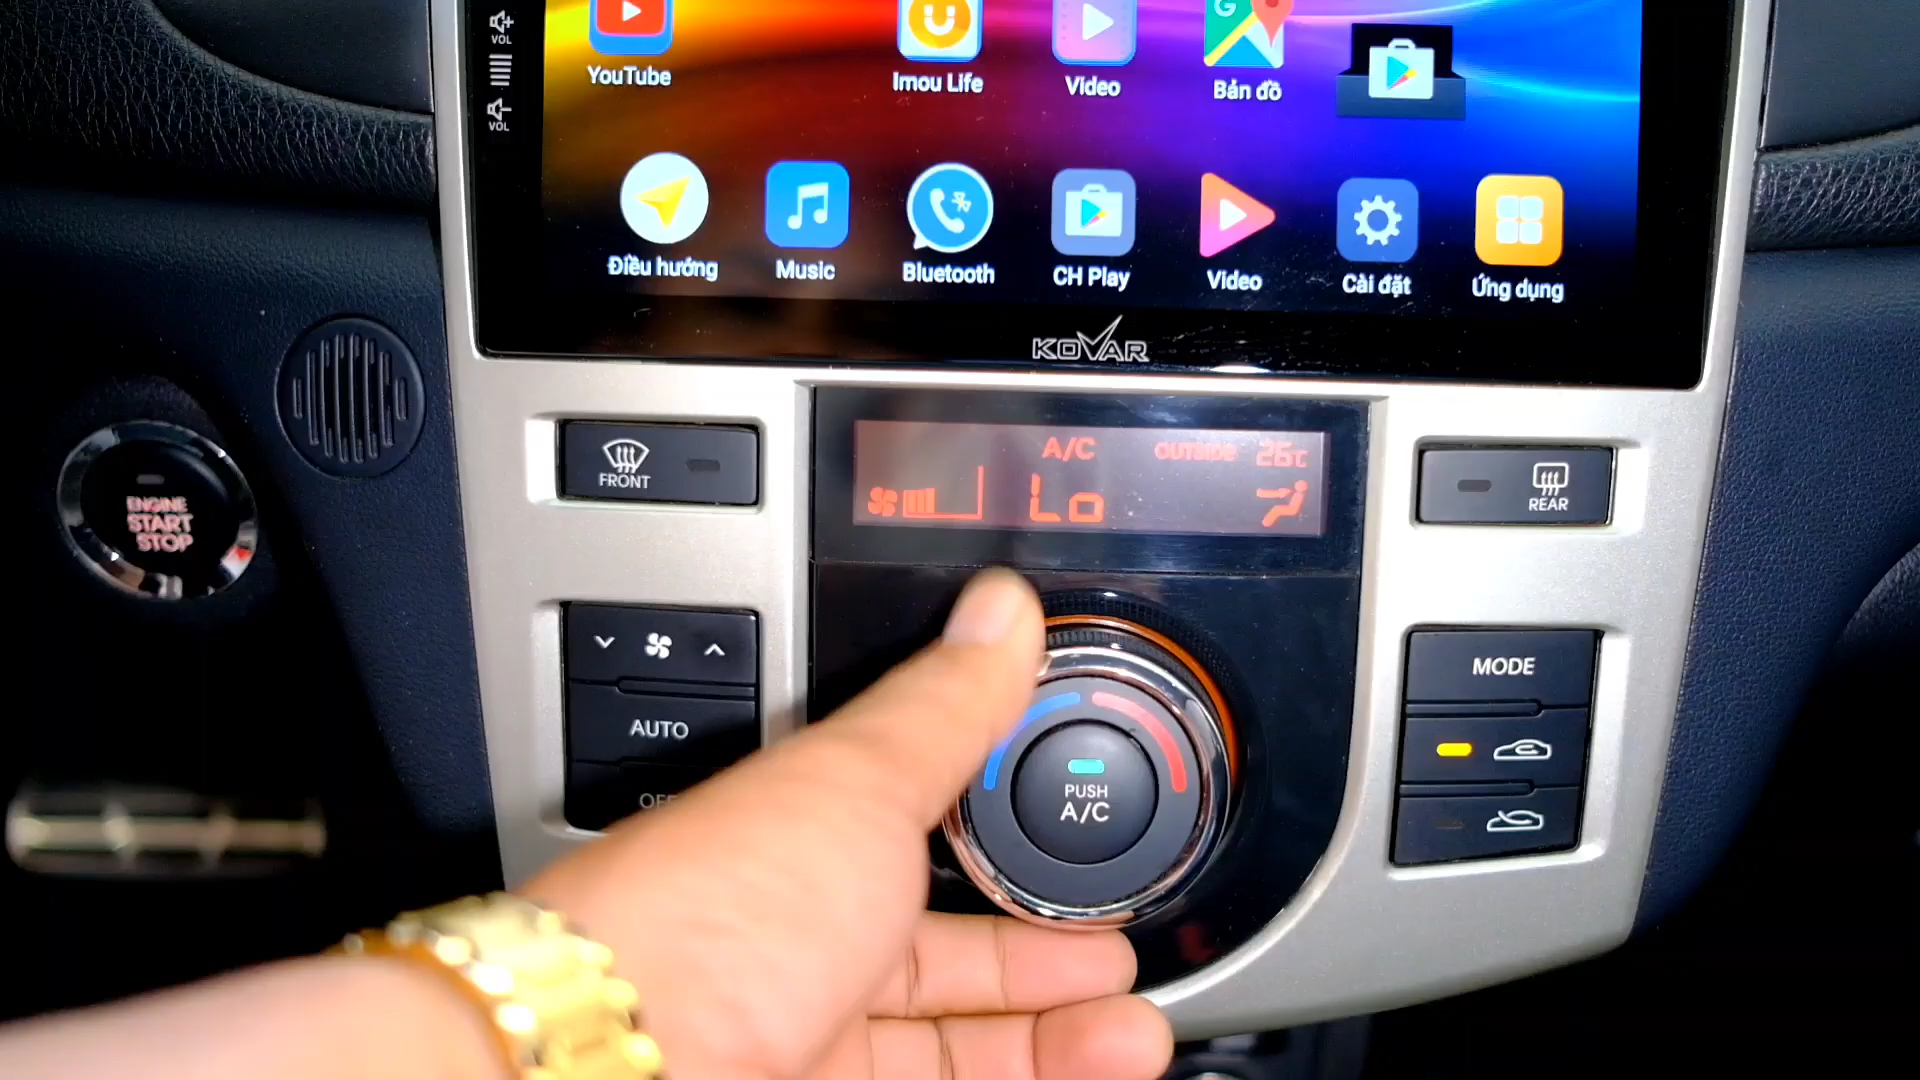 VOL
VOL
YouTube
Imou Life
Video
Bản đồ
Điều hướng
Music
Bluetooth
CH Play
Video
Cài đặt
Ứng dụng
KOVAR
FRONT
A/C
OUTSIDE 26c
Lo
REAR
ENGINE
START
STOP
AUTO
MODE
PUSH
A/C